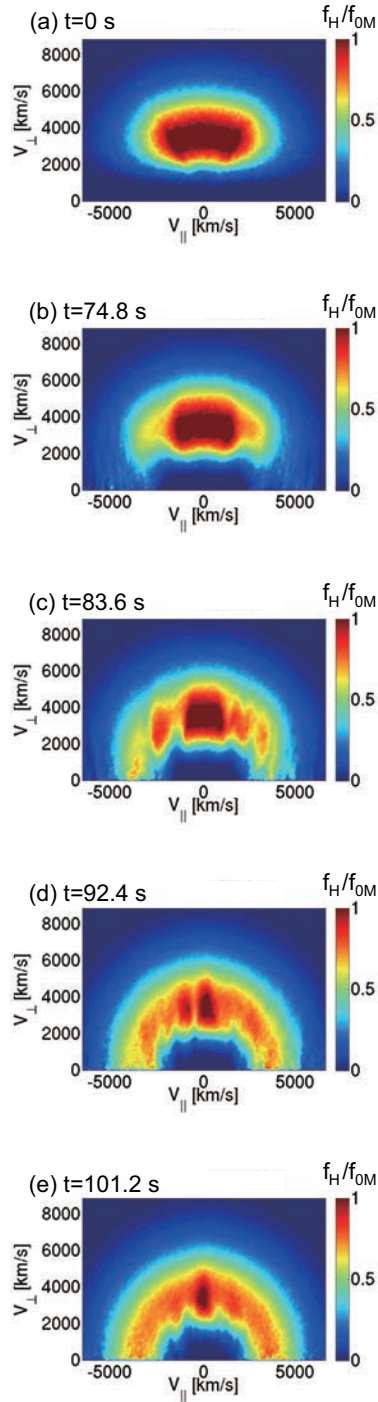 (a) t=0 s
f_H/f_0M
8000
6000
4000
2000
0
V_⊥ [km/s]
-5000 0 5000
V_|| [km/s]
1
0.5
0
(b) t=74.8 s
f_H/f_0M
8000
6000
4000
2000
0
V_⊥ [km/s]
-5000 0 5000
V_|| [km/s]
1
0.5
0
(c) t=83.6 s
f_H/f_0M
8000
6000
4000
2000
0
V_⊥ [km/s]
-5000 0 5000
V_|| [km/s]
1
0.5
0
(d) t=92.4 s
f_H/f_0M
8000
6000
4000
2000
0
V_⊥ [km/s]
-5000 0 5000
V_|| [km/s]
1
0.5
0
(e) t=101.2 s
f_H/f_0M
8000
6000
4000
2000
0
V_⊥ [km/s]
-5000 0 5000
V_|| [km/s]
1
0.5
0